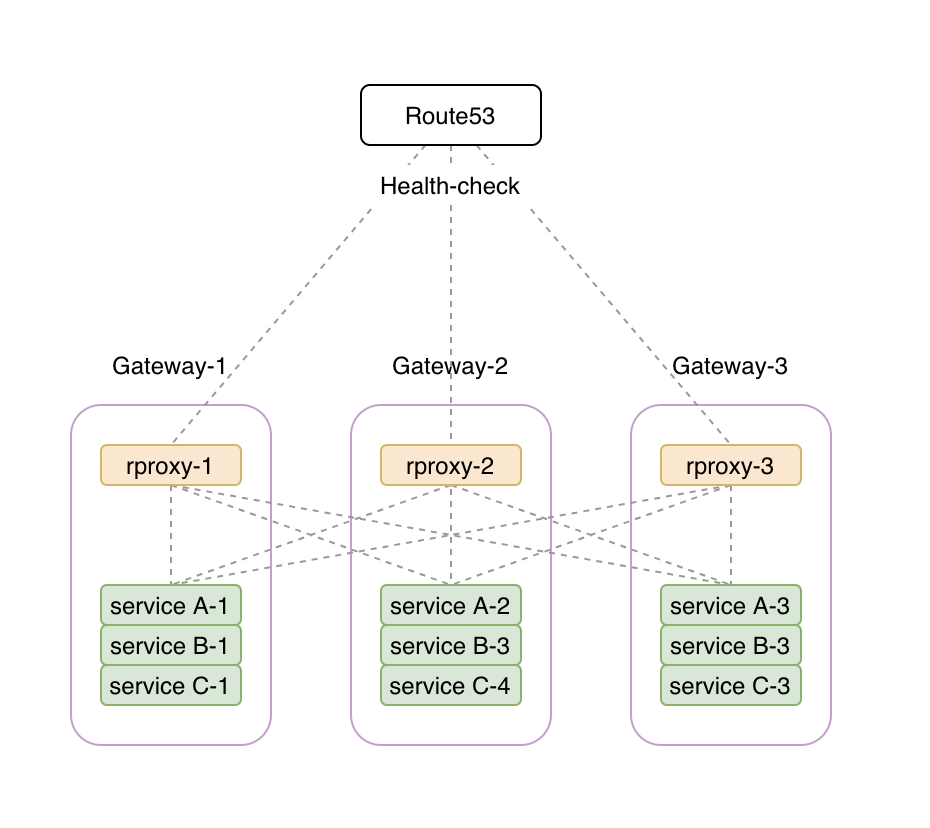 Route53
Health-check
Gateway-1
Gateway-2
Gateway-3
rproxy-1
rproxy-2
rproxy-3
service A-1
service A-2
service A-3
service B-1
service B-3
service B-3
service C-1
service C-4
service C-3